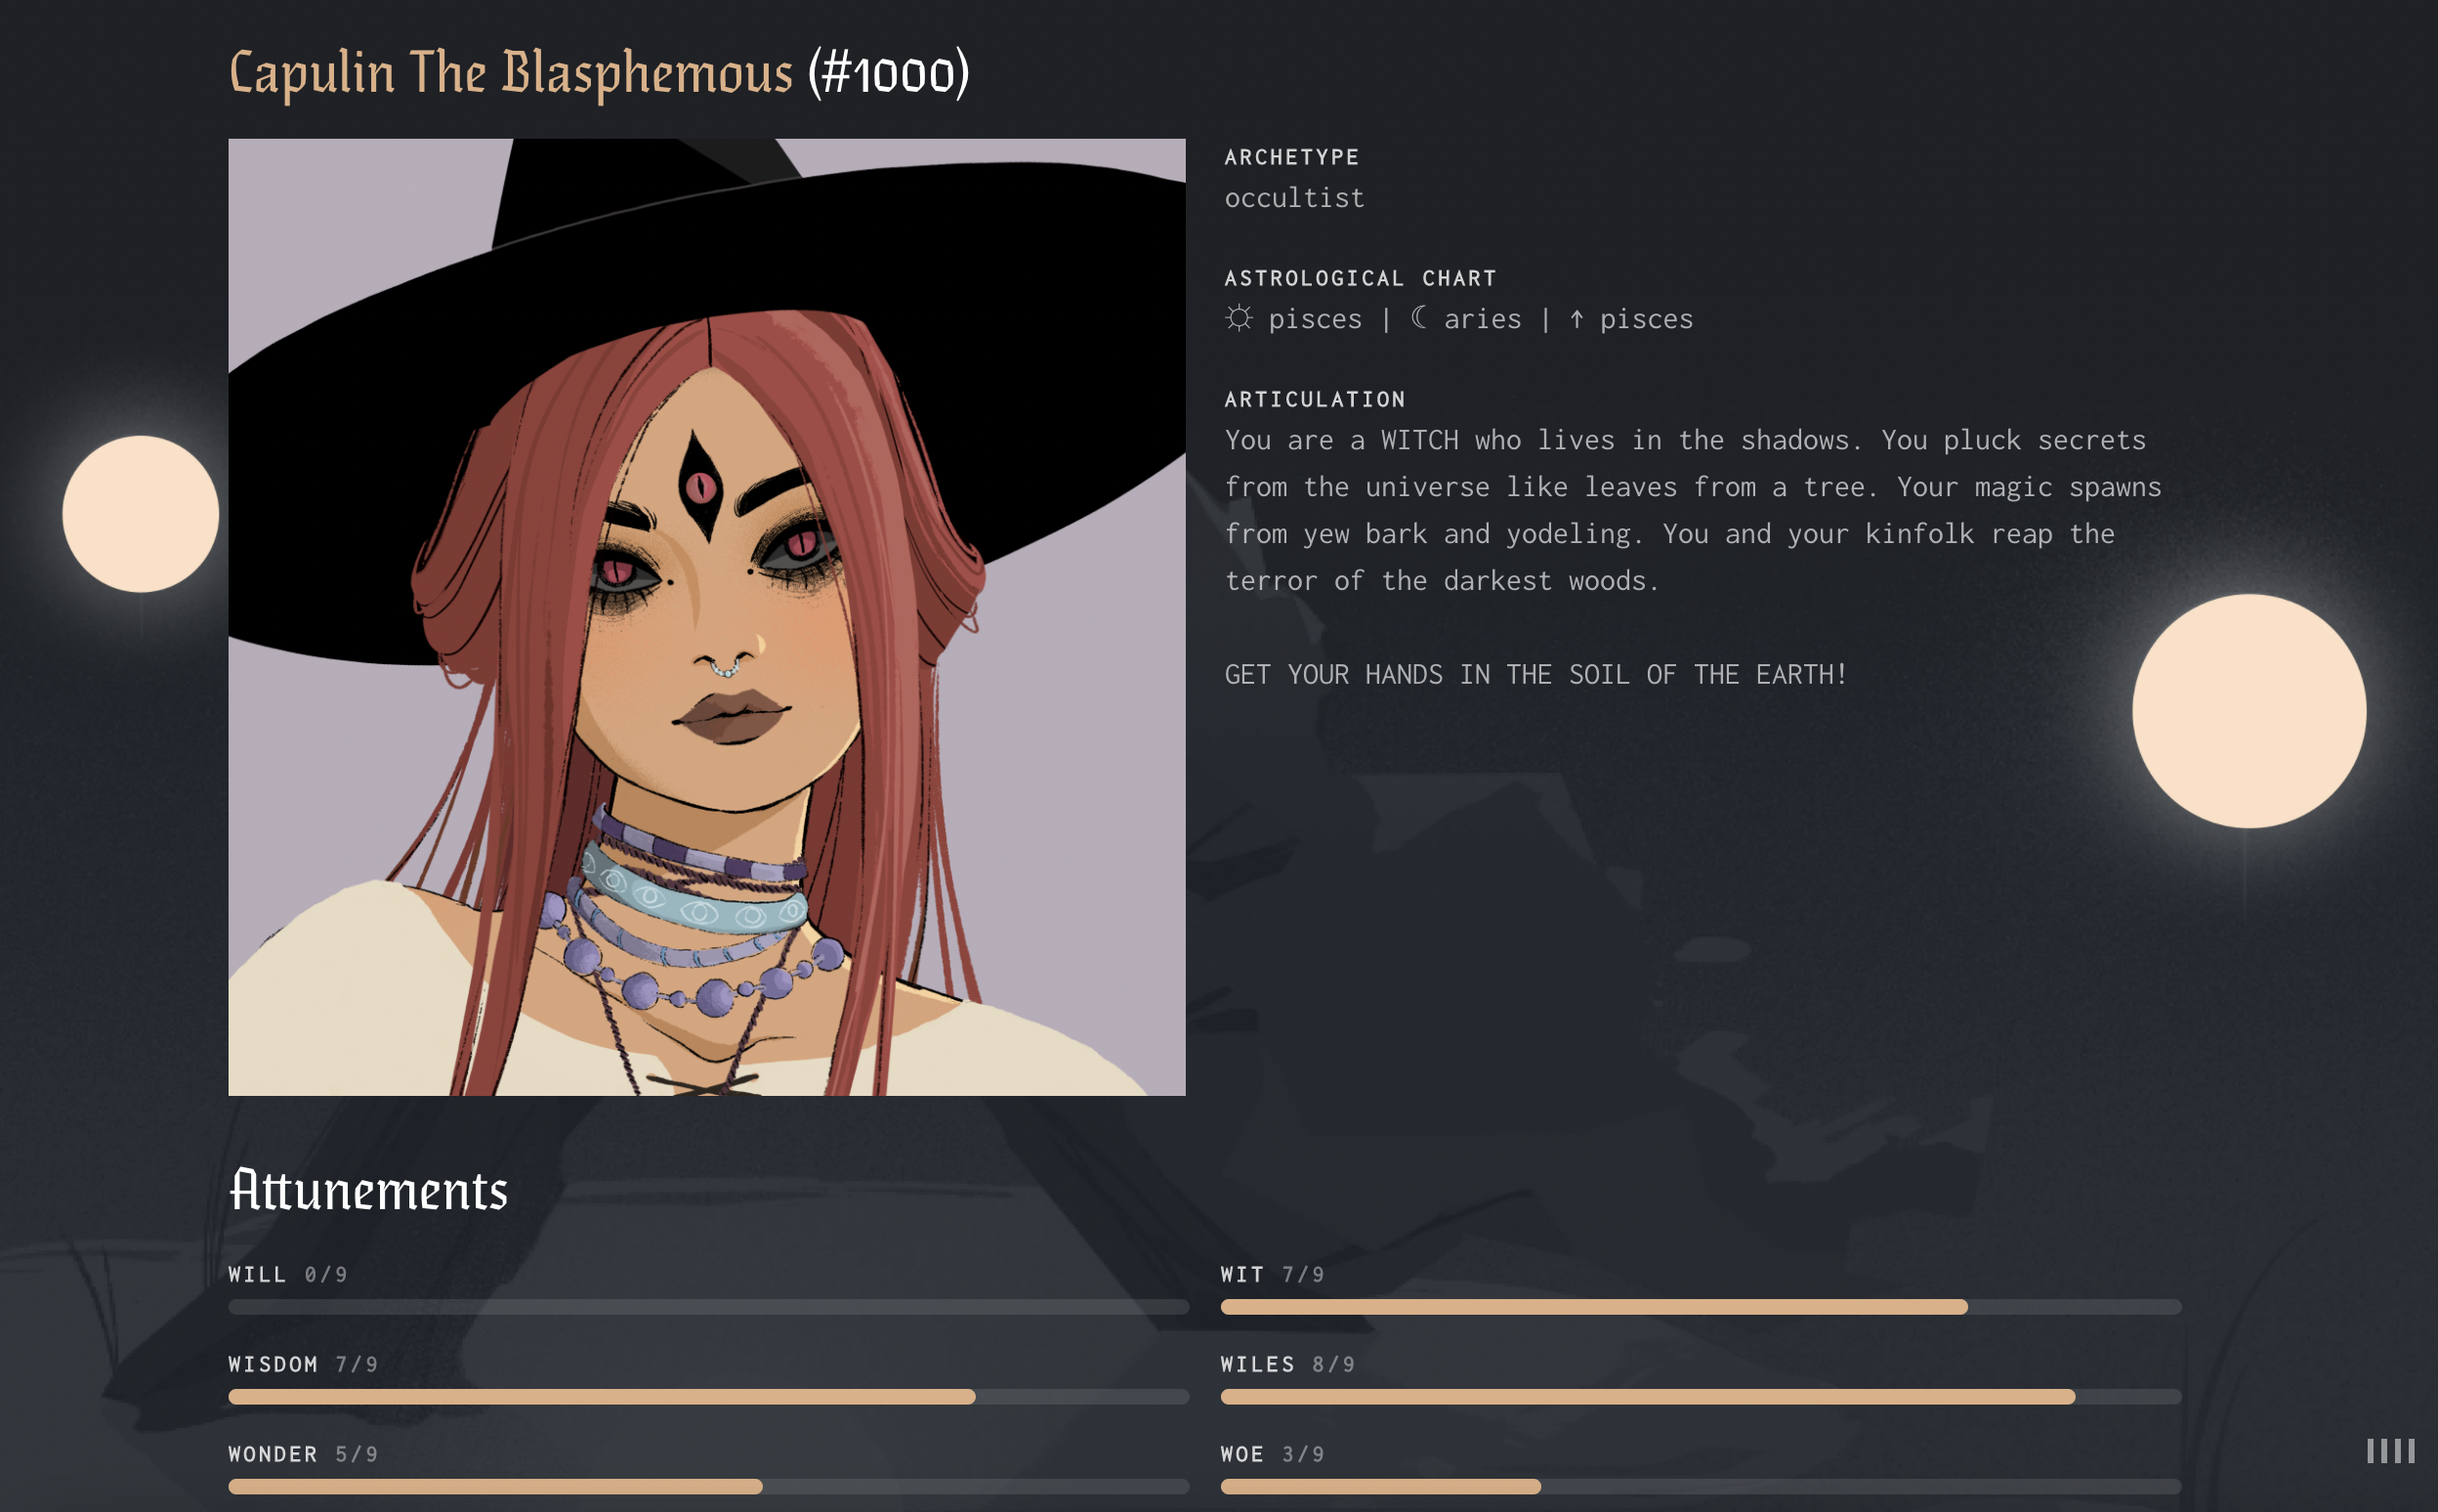 Capulin The Blasphemous (#1000)
ARCHETYPE
occultist
ASTROLOGICAL CHART
☼ pisces | ☾ aries | ↑ pisces
ARTICULATION
You are a WITCH who lives in the shadows. You pluck secrets
from the universe like leaves from a tree. Your magic spawns
from yew bark and yodeling. You and your kinfolk reap the
terror of the darkest woods.
GET YOUR HANDS IN THE SOIL OF THE EARTH!
Attunements
WILL 0/9
WIT 7/9
WISDOM 7/9
WILES 8/9
WONDER 5/9
WOE 3/9